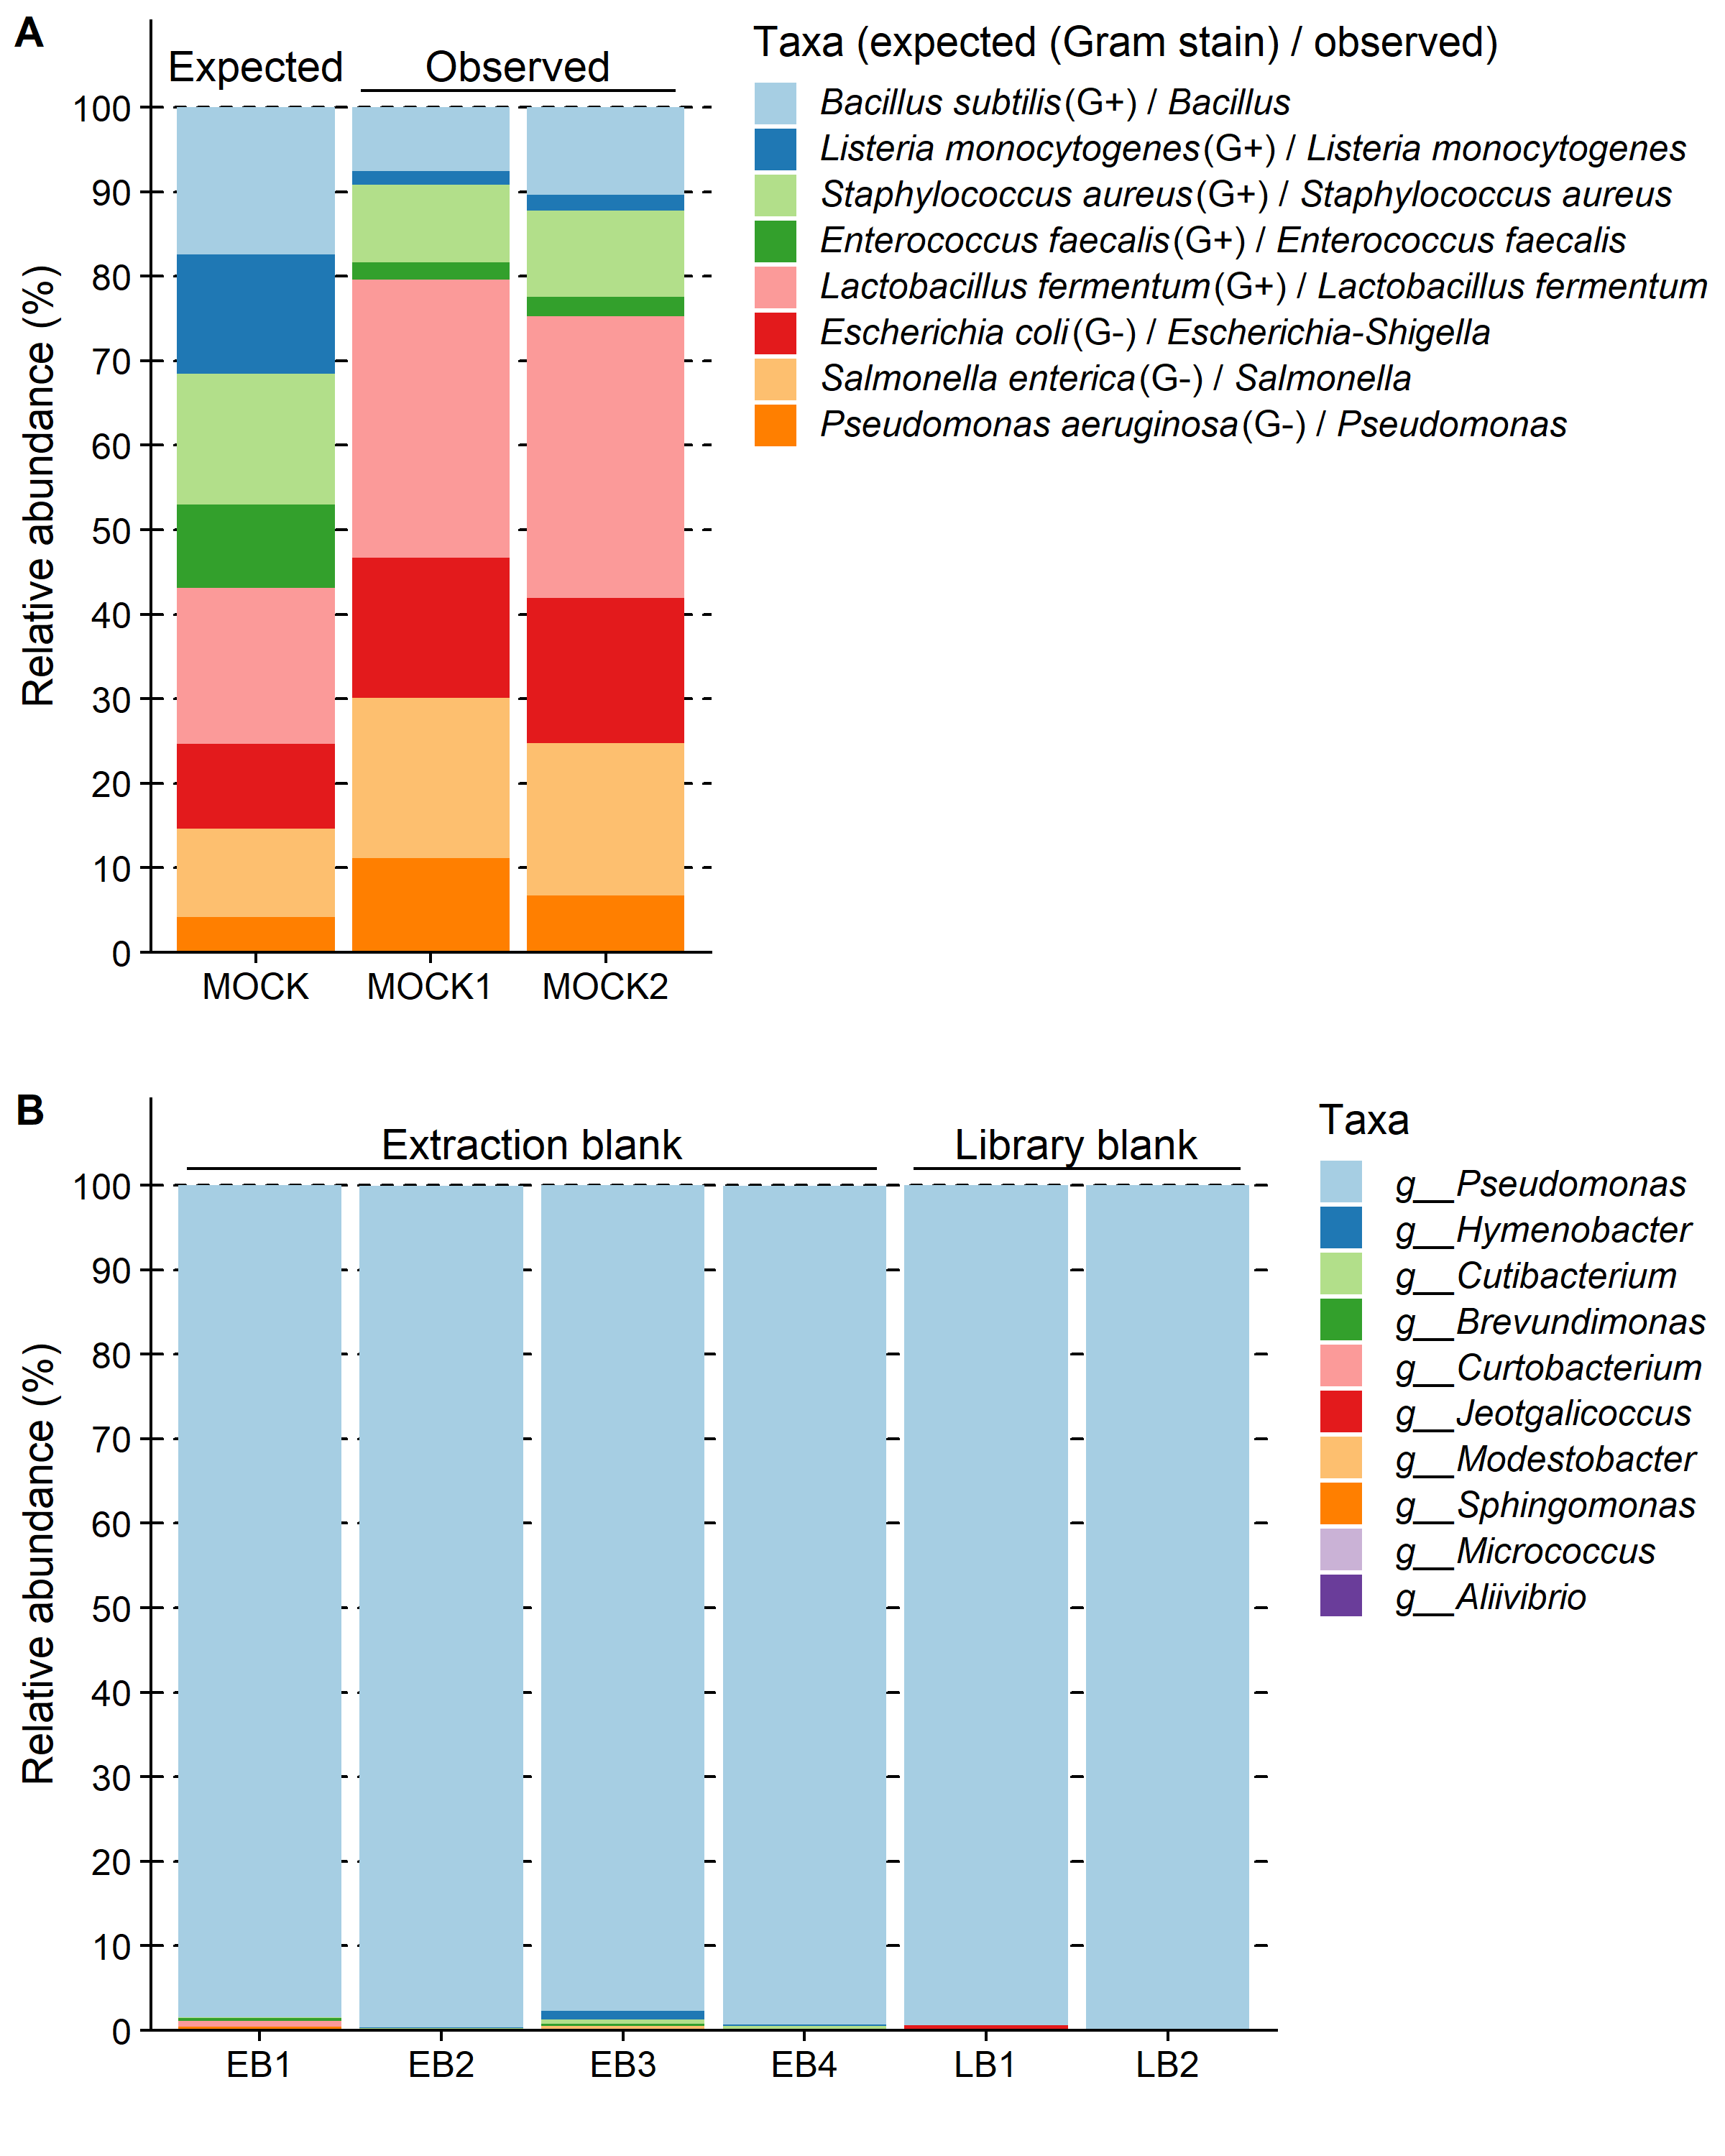 A
Expected
Observed
Taxa (expected (Gram stain) / observed)
Bacillus subtilis(G+) / Bacillus
Listeria monocytogenes(G+) / Listeria monocytogenes
Staphylococcus aureus(G+) / Staphylococcus aureus
Enterococcus faecalis(G+) / Enterococcus faecalis
Lactobacillus fermentum(G+) / Lactobacillus fermentum
Escherichia coli(G-) / Escherichia-Shigella
Salmonella enterica(G-) / Salmonella
Pseudomonas aeruginosa(G-) / Pseudomonas
Relative abundance (%)
100
90
80
70
60
50
40
30
20
10
0
MOCK
MOCK1
MOCK2
B
Extraction blank
Library blank
Taxa
g__Pseudomonas
g__Hymenobacter
g__Cutibacterium
g__Brevundimonas
g__Curtobacterium
g__Jeotgalicoccus
g__Modestobacter
g__Sphingomonas
g__Micrococcus
g__Aliivibrio
Relative abundance (%)
100
90
80
70
60
50
40
30
20
10
0
EB1
EB2
EB3
EB4
LB1
LB2